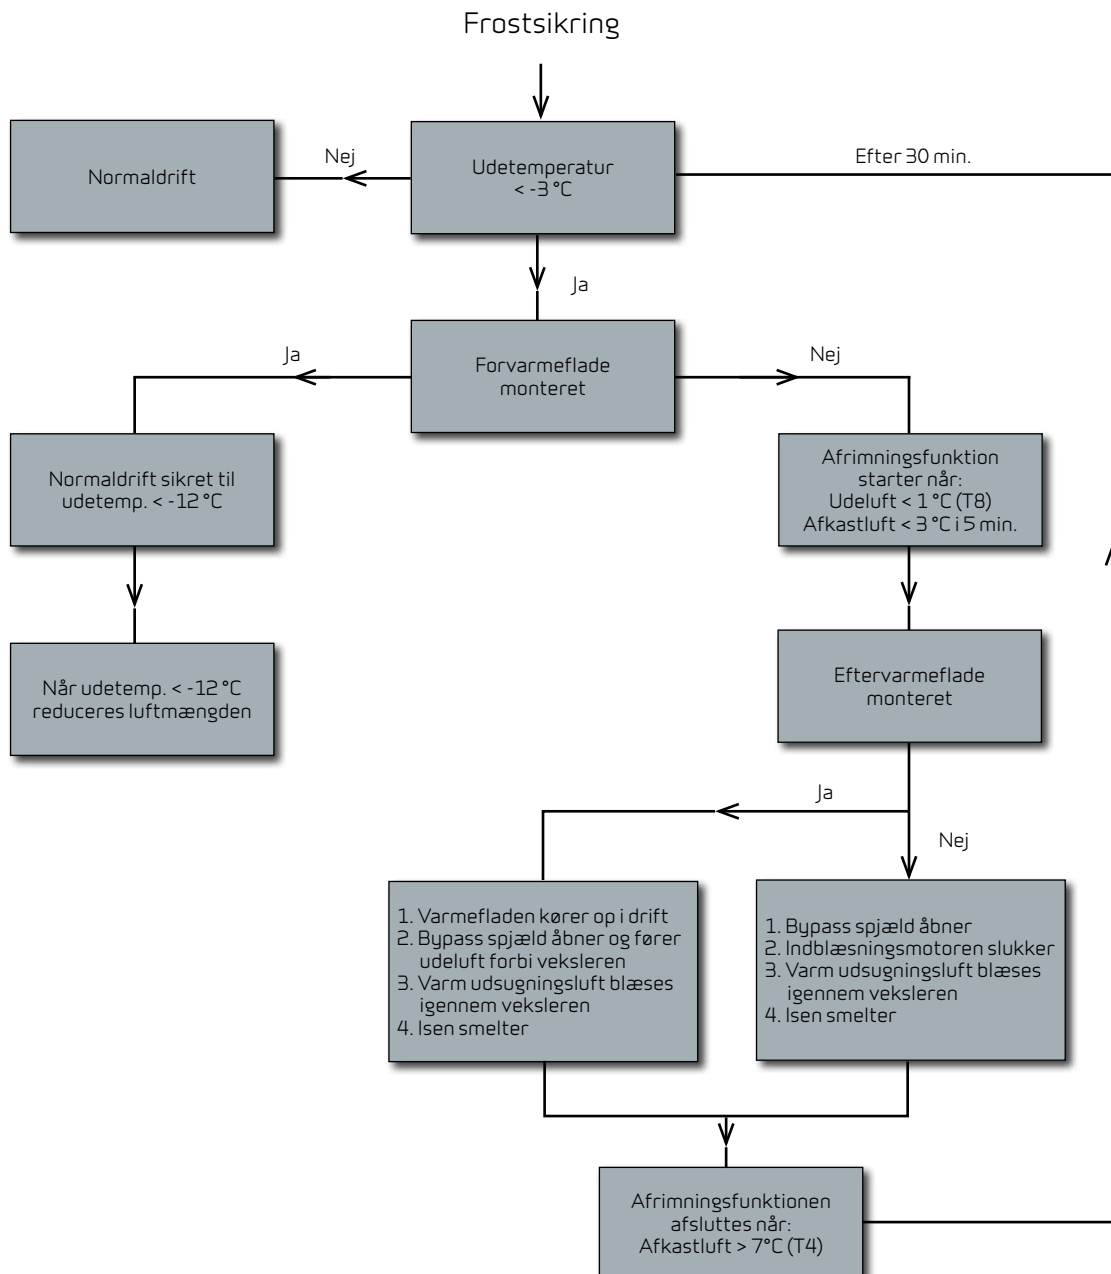 Frostsikring
Normaldrift
Nej
Udetemperatur
< -3 °C
Efter 30 min.
Ja
Ja
Forvarmeflade
monteret
Nej
Normaldrift sikret til
udetemp. < -12 °C
Afrimningsfunktion
starter når:
Udeluft < 1 °C (T8)
Afkastluft < 3 °C i 5 min.
Når udetemp. < -12 °C
reduceres luftmængden
Eftervarmeflade
monteret
Ja
Nej
1. Varmefladen kører op i drift
2. Bypass spjæld åbner og fører
udeluft forbi veksleren
3. Varm udsugningsluft blæses
igennem veksleren
4. Isen smelter
1. Bypass spjæld åbner
2. Indblæsningsmotoren slukker
3. Varm udsugningsluft blæses
igennem veksleren
4. Isen smelter
Afrimningsfunktionen
afsluttes når:
Afkastluft > 7°C (T4)